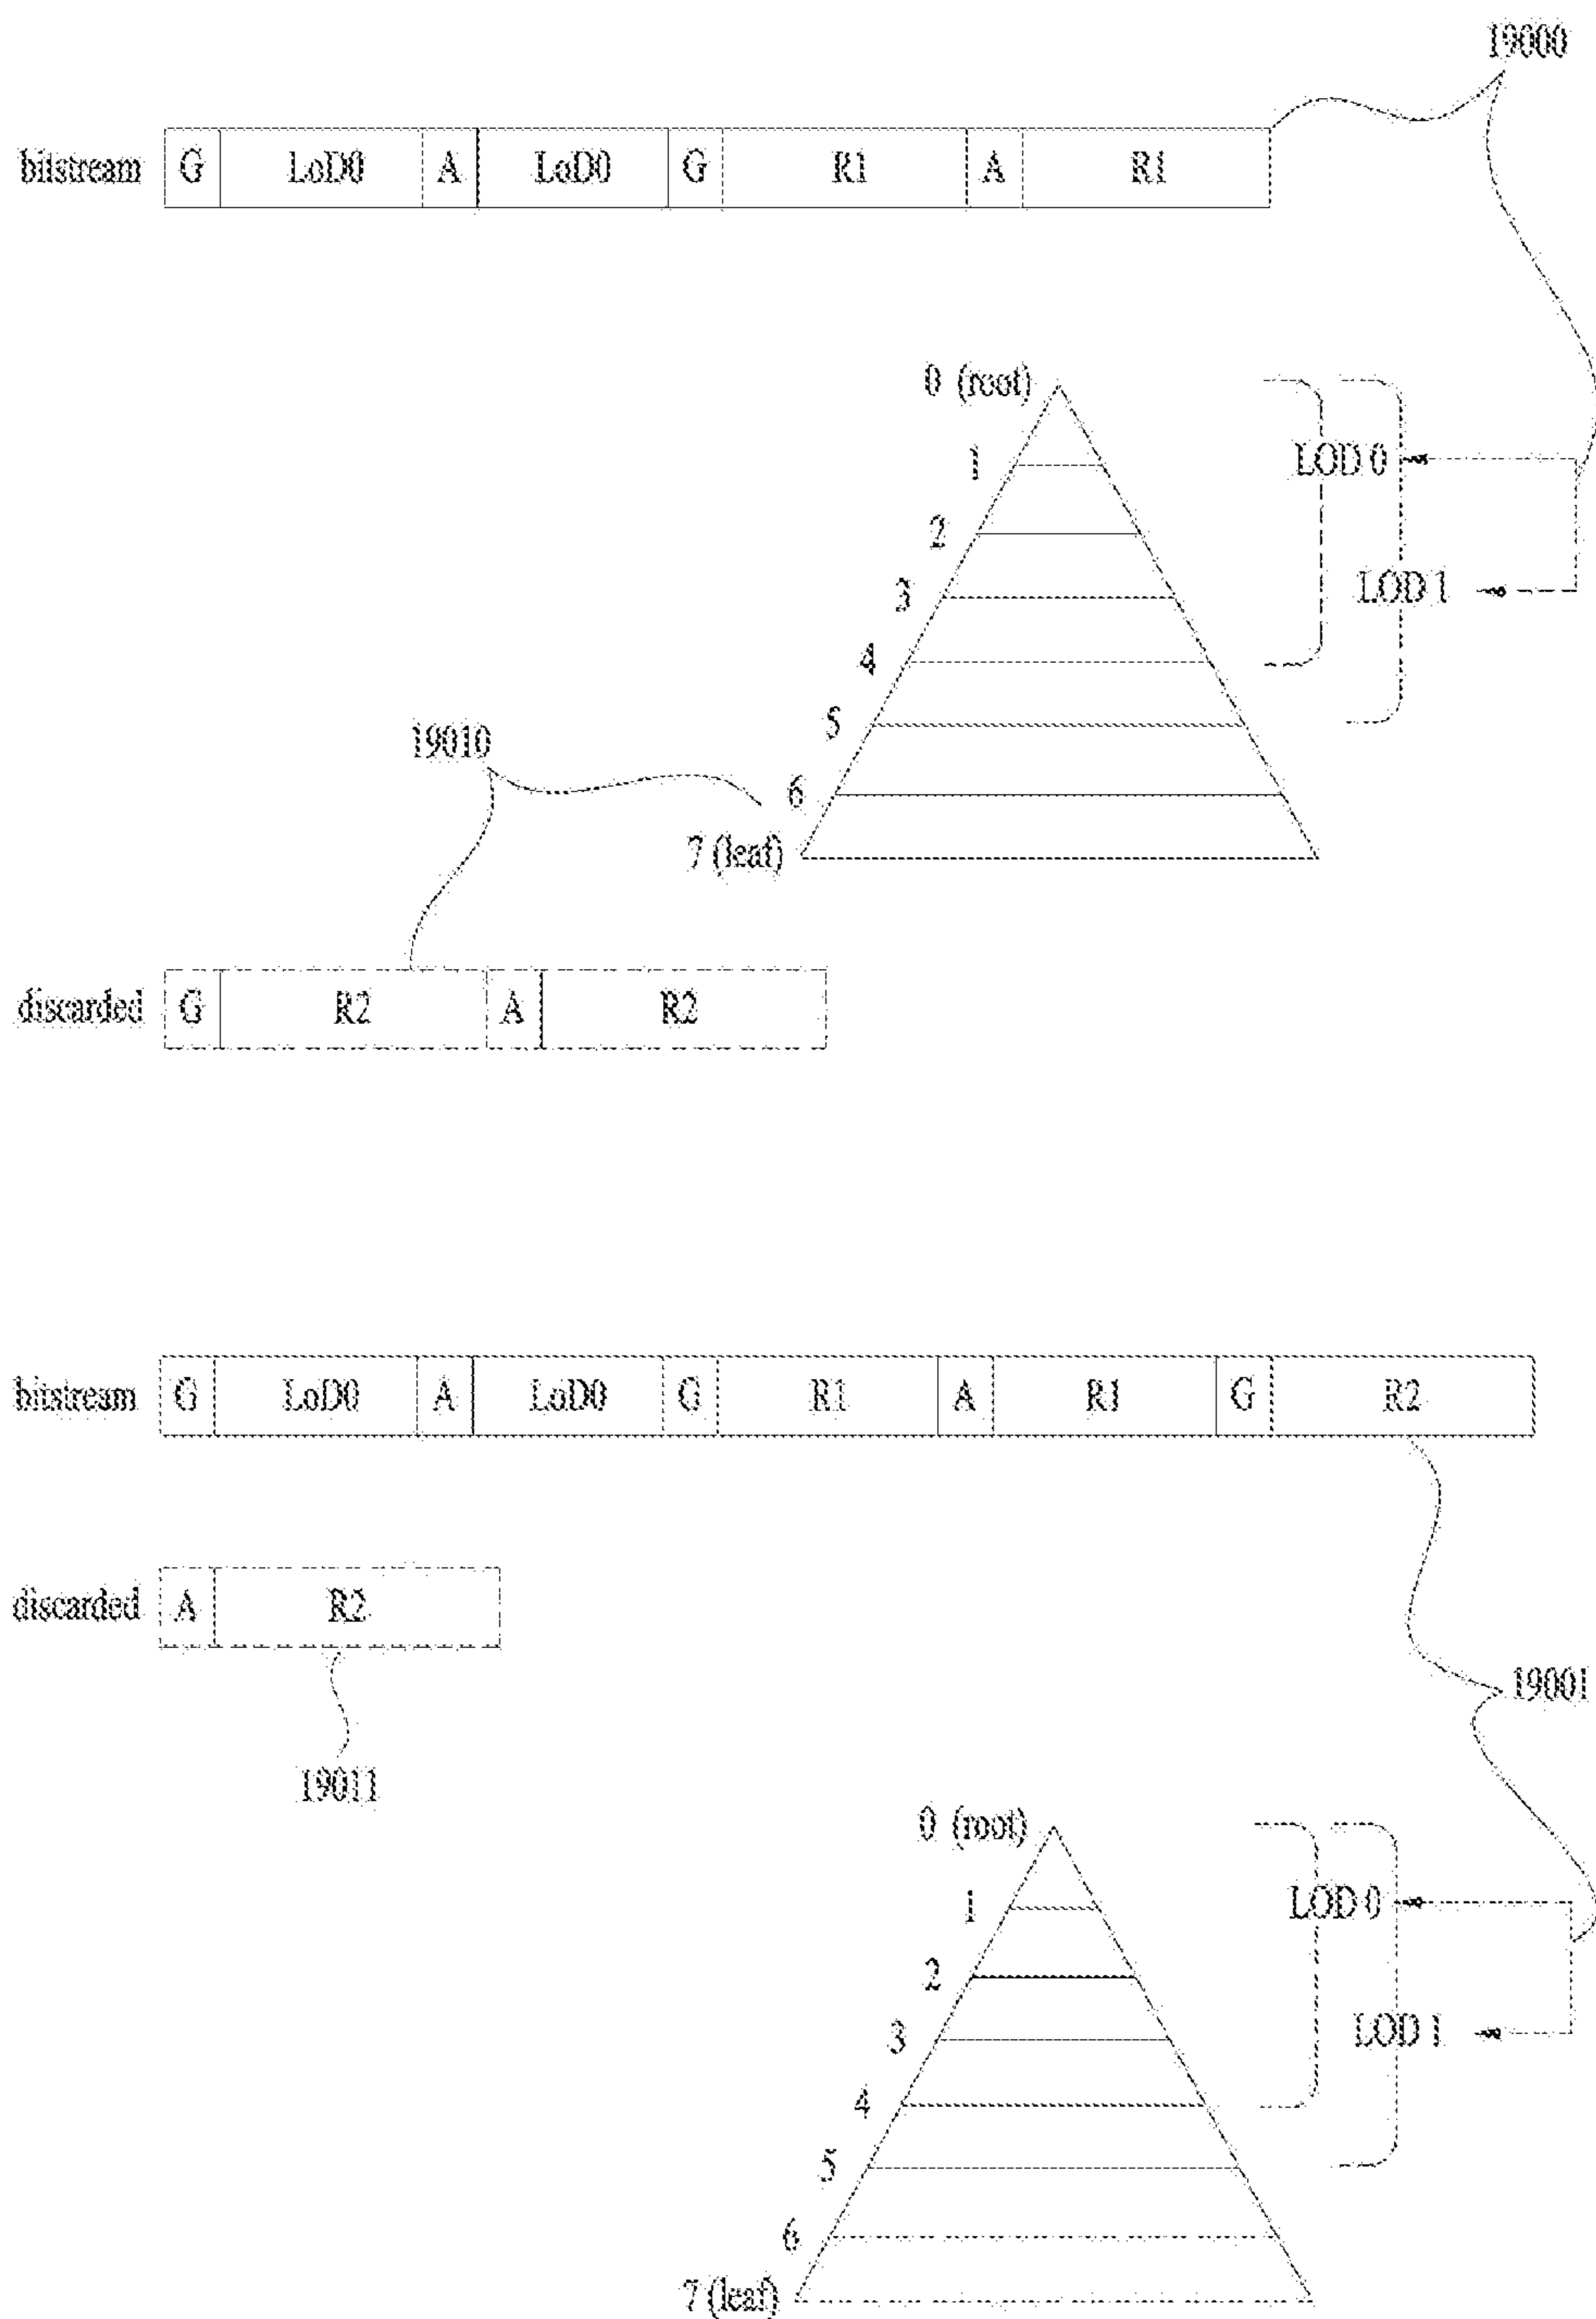 19000
bitstream G LoD0 A LoD0 G R1 A R1
0 (root)
1
LOD 0
2
3
LOD 1
4
5
19010
6
7 (leaf)
discarded G R2 A R2
bitstream G LoD0 A LoD0 G R1 A R1 G R2
discarded A R2
19001
19011
0 (root)
1
LOD 0
2
3
LOD 1
4
5
6
7 (leaf)